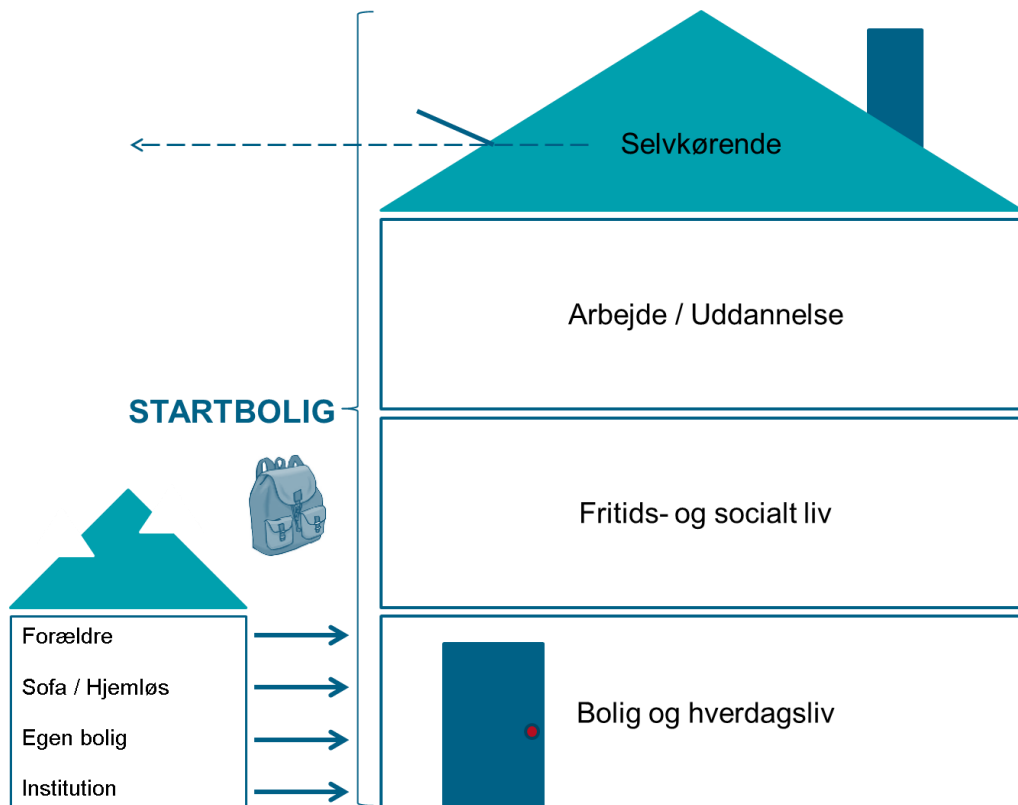 Selvkørende
Arbejde / Uddannelse
STARTBOLIG
Fritids- og socialt liv
Forældre
Sofa / Hjemløs
Egen bolig
Institution
Bolig og hverdagsliv